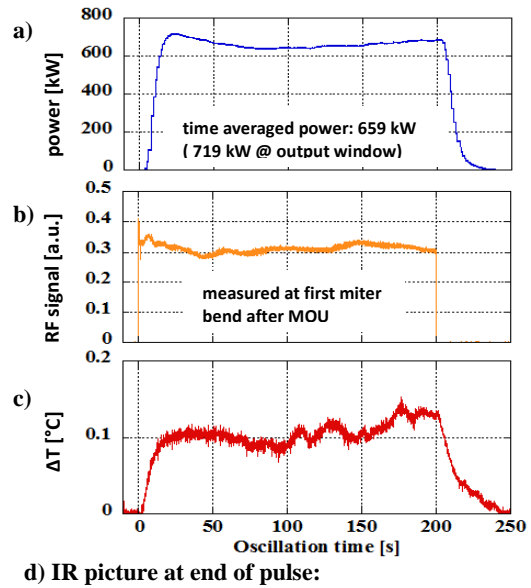 a)
power [kW]
800
600
400
200
0
time averaged power: 659 kW
( 719 kW @ output window)
b)
RF signal [a.u.]
0.5
0.4
0.3
0.2
0.1
0
measured at first miter
bend after MOU
c)
ΔT [°C]
0.2
0.1
0
0 50 100 150 200 250
Oscillation time [s]
d) IR picture at end of pulse: